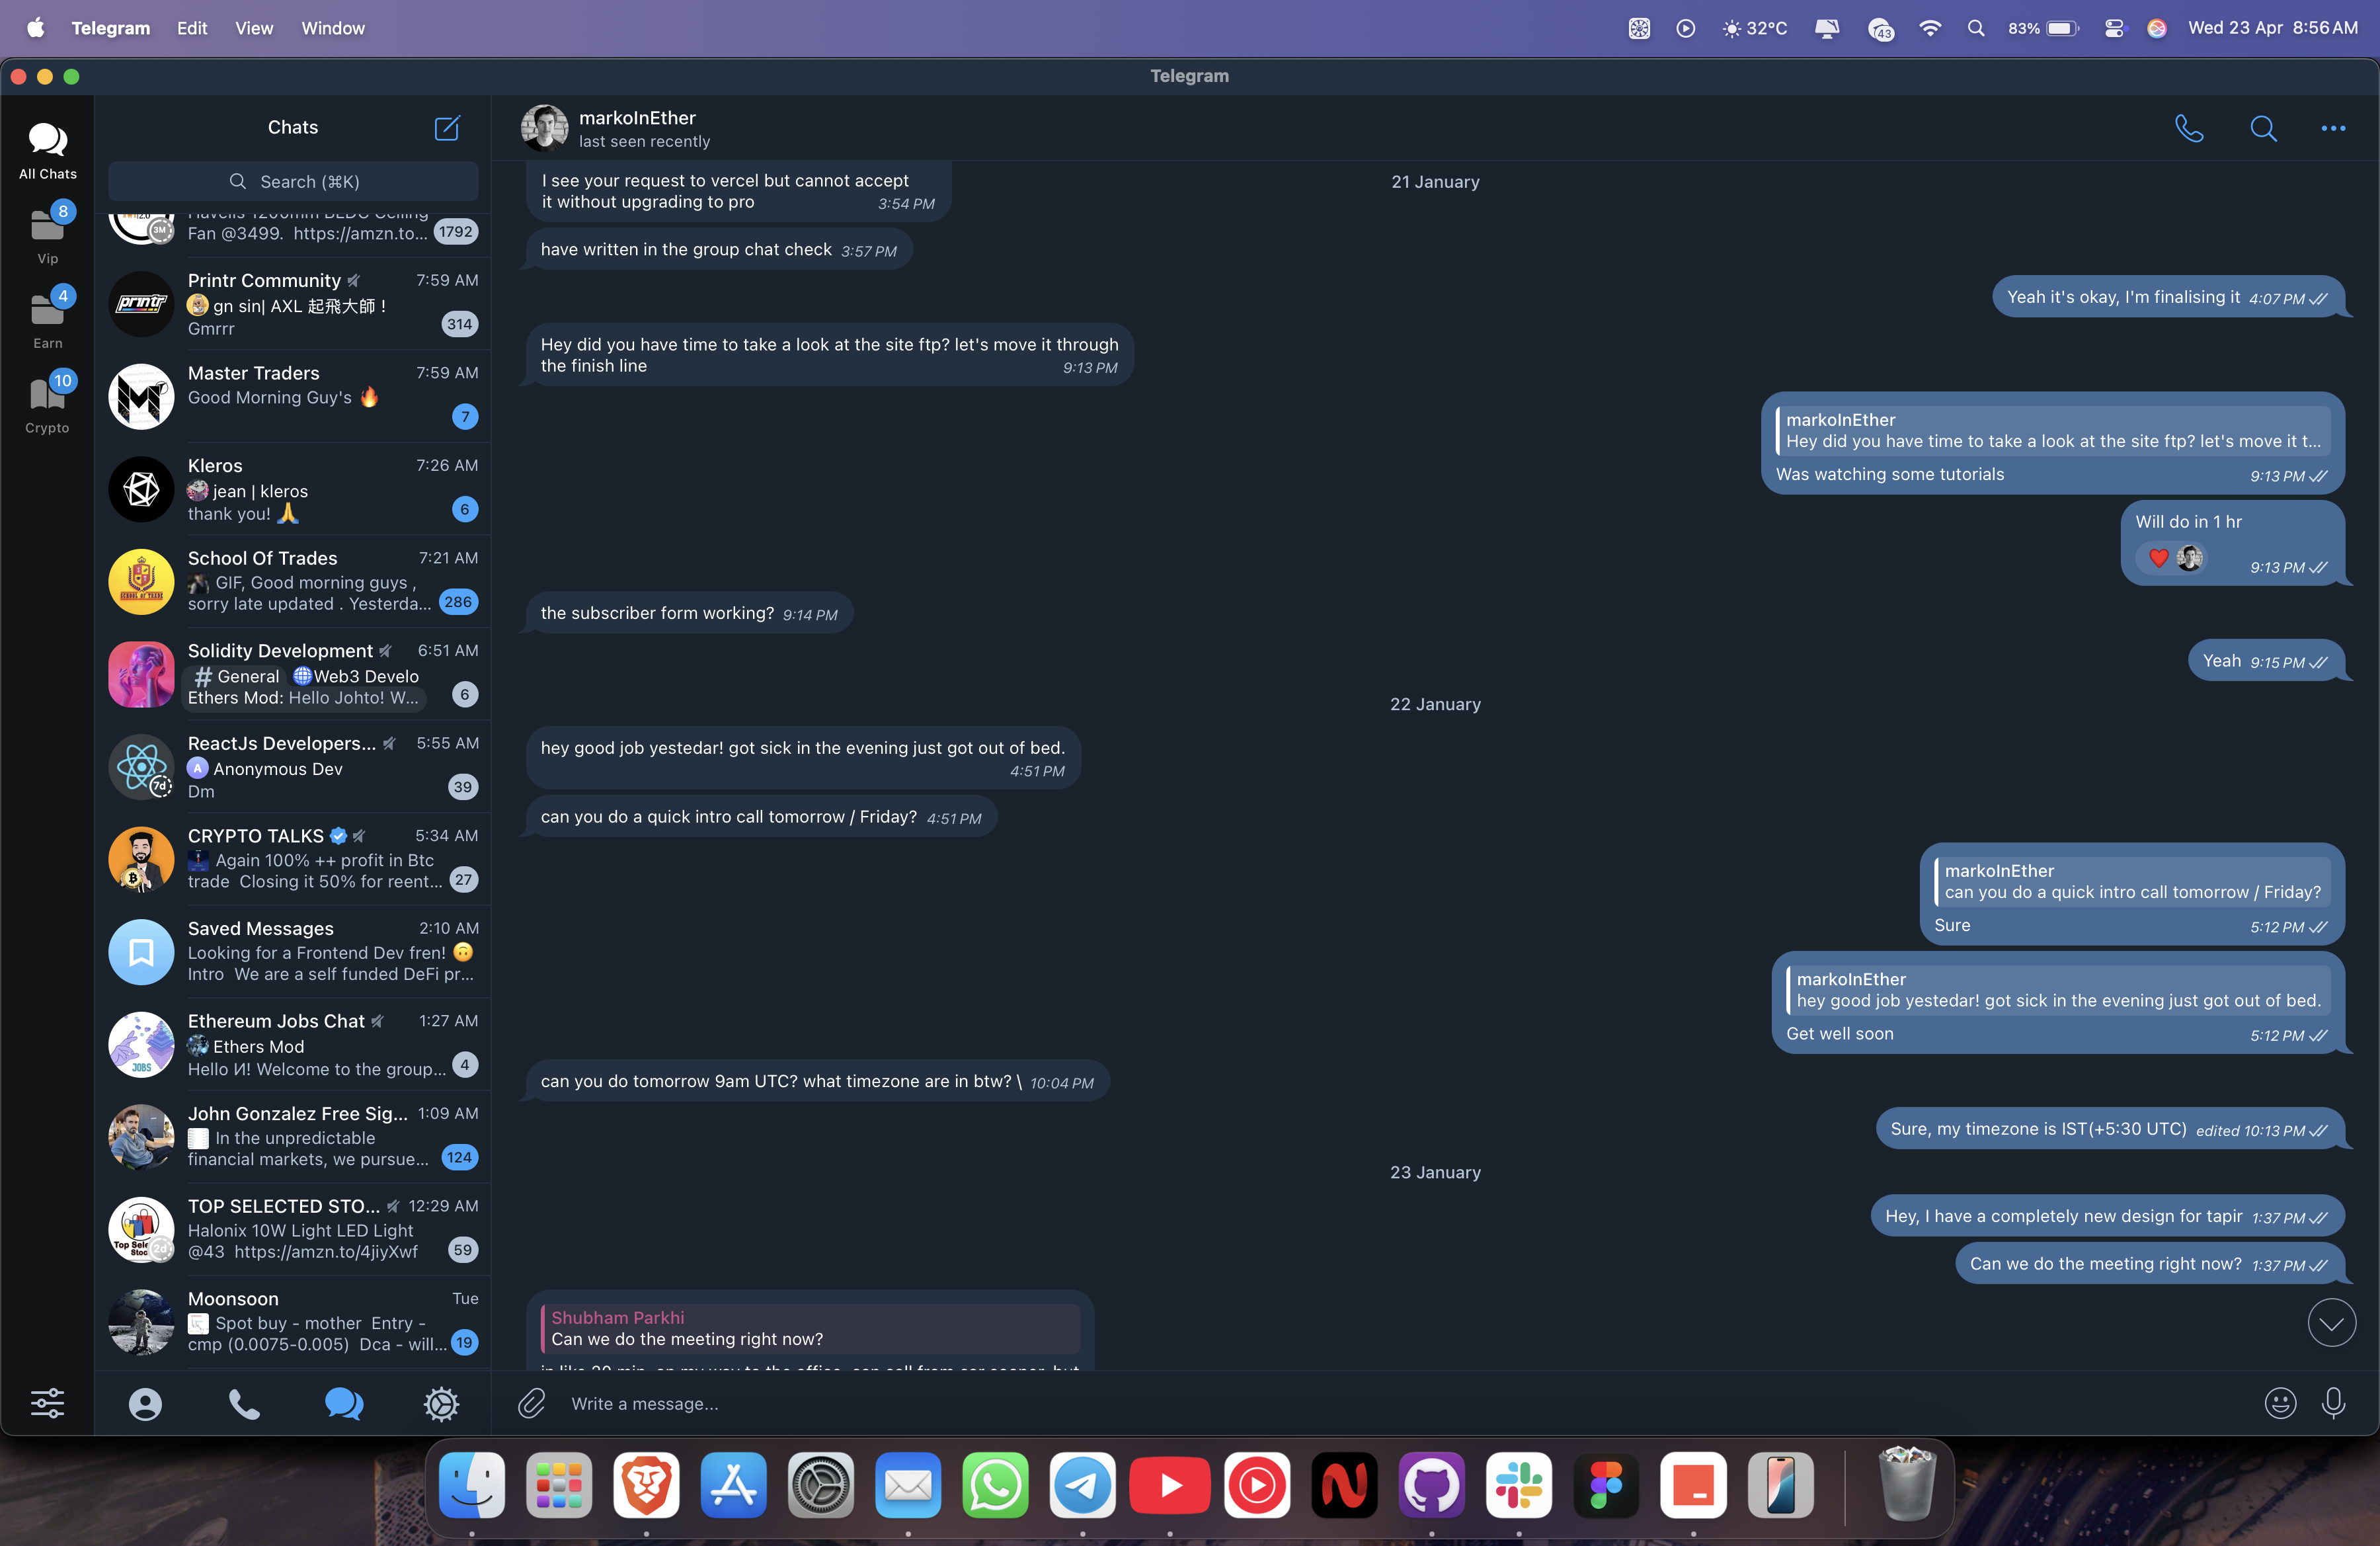 Telegram Edit View Window
32°C 43 83% Wed 23 Apr 8:56 AM
Telegram
All Chats
8
Vip
4
Earn
10
Crypto
Chats
Search (⌘K)
Fan @3499. https://amzn.to...
3M
1792
Printr Community 7:59 AM
printr
gn sin| AXL 起飛大師！
Gmrrr
314
Master Traders 7:59 AM
Good Morning Guy's 🔥
7
Kleros 7:26 AM
jean | kleros
thank you! 🙏
6
School Of Trades 7:21 AM
GIF, Good morning guys ,
sorry late updated . Yesterda...
286
Solidity Development 6:51 AM
# General 🌐Web3 Develo
Ethers Mod: Hello Johto! W...
6
ReactJs Developers... 5:55 AM
A Anonymous Dev
Dm
7d
39
CRYPTO TALKS 5:34 AM
Again 100% ++ profit in Btc
trade Closing it 50% for reent...
27
Saved Messages 2:10 AM
Looking for a Frontend Dev fren! 🙃
Intro We are a self funded DeFi pr...
Ethereum Jobs Chat 1:27 AM
Ethers Mod
Hello И! Welcome to the group...
JOBS
4
John Gonzalez Free Sig... 1:09 AM
In the unpredictable
financial markets, we pursue...
124
TOP SELECTED STO... 12:29 AM
Halonix 10W Light LED Light
@43 https://amzn.to/4jiyXwf
2d
59
Moonsoon Tue
Spot buy - mother Entry -
cmp (0.0075-0.005) Dca - will...
19
markoInEther
last seen recently
21 January
I see your request to vercel but cannot accept
it without upgrading to pro 3:54 PM
have written in the group chat check 3:57 PM
Yeah it's okay, I'm finalising it 4:07 PM
Hey did you have time to take a look at the site ftp? let's move it through
the finish line 9:13 PM
markoInEther
Hey did you have time to take a look at the site ftp? let's move it t...
Was watching some tutorials 9:13 PM
Will do in 1 hr
❤️ 9:13 PM
the subscriber form working? 9:14 PM
Yeah 9:15 PM
22 January
hey good job yestedar! got sick in the evening just got out of bed.
4:51 PM
can you do a quick intro call tomorrow / Friday? 4:51 PM
markoInEther
can you do a quick intro call tomorrow / Friday?
Sure 5:12 PM
markoInEther
hey good job yestedar! got sick in the evening just got out of bed.
Get well soon 5:12 PM
can you do tomorrow 9am UTC? what timezone are in btw? \ 10:04 PM
Sure, my timezone is IST(+5:30 UTC) edited 10:13 PM
23 January
Hey, I have a completely new design for tapir 1:37 PM
Can we do the meeting right now? 1:37 PM
Shubham Parkhi
Can we do the meeting right now?
Write a message...